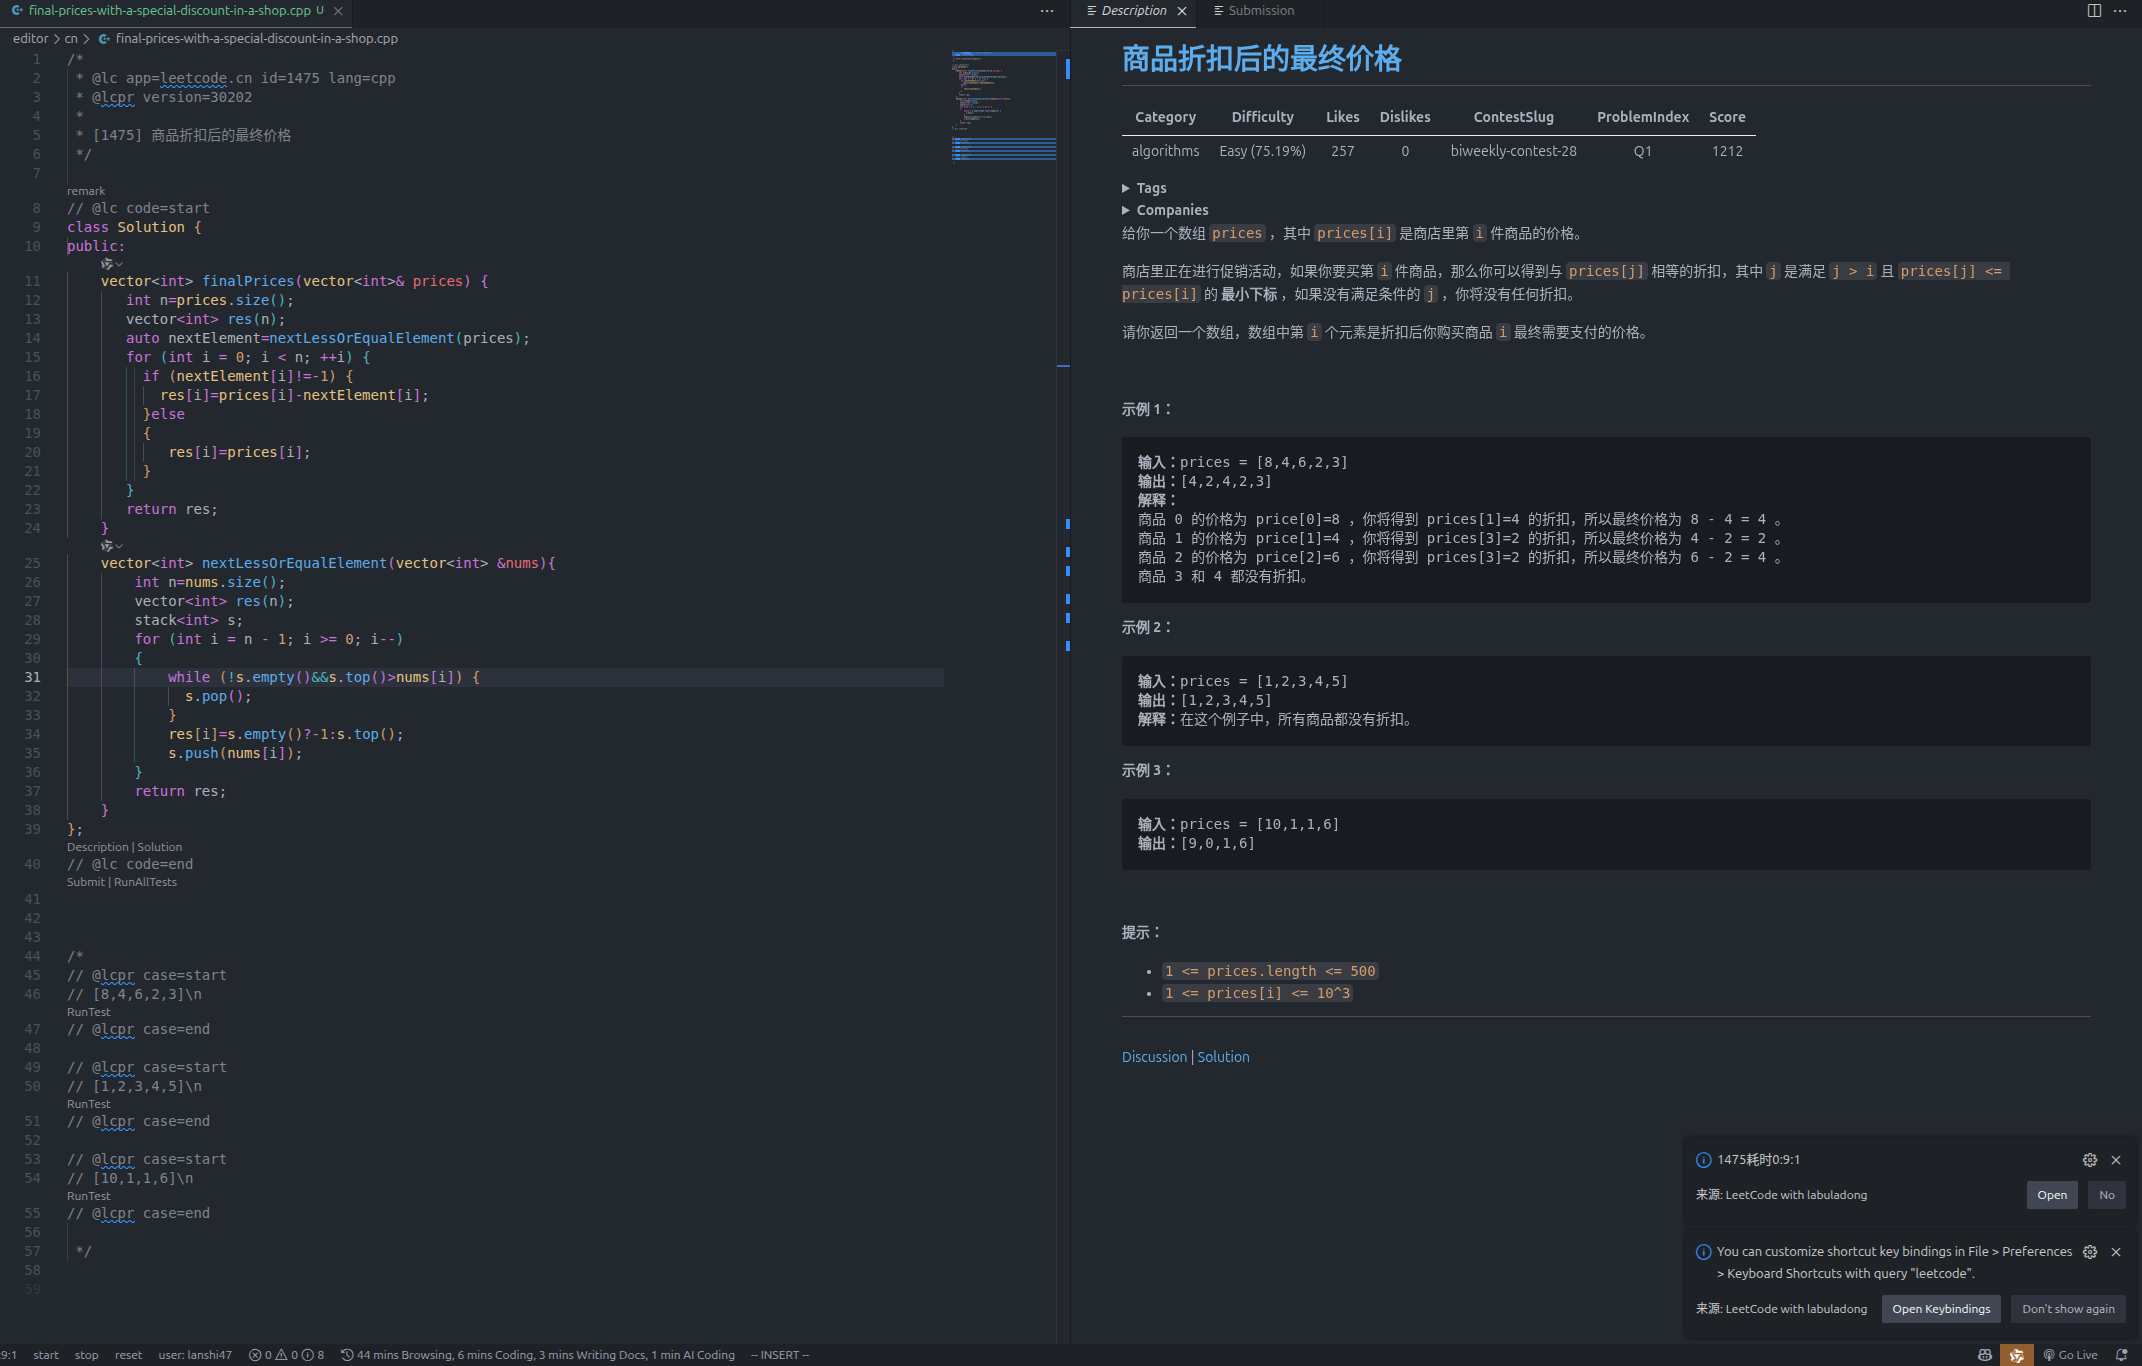 final-prices-with-a-special-discount-in-a-shop.cpp U
editor > cn > final-prices-with-a-special-discount-in-a-shop.cpp
1 /*
2 * @lc app=leetcode.cn id=1475 lang=cpp
3 * @lcpr version=30202
4 *
5 * [1475] 商品折扣后的最终价格
6 */
7
remark
8 // @lc code=start
9 class Solution {
10 public:
11 vector<int> finalPrices(vector<int>& prices) {
12 int n=prices.size();
13 vector<int> res(n);
14 auto nextElement=nextLessOrEqualElement(prices);
15 for (int i = 0; i < n; ++i) {
16 if (nextElement[i]!=-1) {
17 res[i]=prices[i]-nextElement[i];
18 }else
19 {
20 res[i]=prices[i];
21 }
22 }
23 return res;
24 }
25 vector<int> nextLessOrEqualElement(vector<int> &nums){
26 int n=nums.size();
27 vector<int> res(n);
28 stack<int> s;
29 for (int i = n - 1; i >= 0; i--)
30 {
31 while (!s.empty()&&s.top()>nums[i]) {
32 s.pop();
33 }
34 res[i]=s.empty()?-1:s.top();
35 s.push(nums[i]);
36 }
37 return res;
38 }
39 };
Description | Solution
40 // @lc code=end
Submit | RunAllTests
41
42
43
44 /*
45 // @lcpr case=start
46 // [8,4,6,2,3]\n
RunTest
47 // @lcpr case=end
48
49 // @lcpr case=start
50 // [1,2,3,4,5]\n
RunTest
51 // @lcpr case=end
52
53 // @lcpr case=start
54 // [10,1,1,6]\n
RunTest
55 // @lcpr case=end
56
57 */
58
59
Description Submission
商品折扣后的最终价格
Category Difficulty Likes Dislikes ContestSlug ProblemIndex Score
algorithms Easy (75.19%) 257 0 biweekly-contest-28 Q1 1212
Tags
Companies
给你一个数组 prices ，其中 prices[i] 是商店里第 i 件商品的价格。
商店里正在进行促销活动，如果你要买第 i 件商品，那么你可以得到与 prices[j] 相等的折扣，其中 j 是满足 j > i 且 prices[j] <=
prices[i] 的 最小下标 ，如果没有满足条件的 j ，你将没有任何折扣。
请你返回一个数组，数组中第 i 个元素是折扣后你购买商品 i 最终需要支付的价格。
示例 1：
输入：prices = [8,4,6,2,3]
输出：[4,2,4,2,3]
解释：
商品 0 的价格为 price[0]=8 ，你将得到 prices[1]=4 的折扣，所以最终价格为 8 - 4 = 4 。
商品 1 的价格为 price[1]=4 ，你将得到 prices[3]=2 的折扣，所以最终价格为 4 - 2 = 2 。
商品 2 的价格为 price[2]=6 ，你将得到 prices[3]=2 的折扣，所以最终价格为 6 - 2 = 4 。
商品 3 和 4 都没有折扣。
示例 2：
输入：prices = [1,2,3,4,5]
输出：[1,2,3,4,5]
解释：在这个例子中，所有商品都没有折扣。
示例 3：
输入：prices = [10,1,1,6]
输出：[9,0,1,6]
提示：
• 1 <= prices.length <= 500
• 1 <= prices[i] <= 10^3
Discussion | Solution
1475耗时0:9:1
来源: LeetCode with labuladong Open No
You can customize shortcut key bindings in File > Preferences
> Keyboard Shortcuts with query "leetcode".
来源: LeetCode with labuladong Open Keybindings Don't show again
:9:1 start stop reset user: lanshi47 0 0 8 44 mins Browsing, 6 mins Coding, 3 mins Writing Docs, 1 min AI Coding -- INSERT -- Go Live